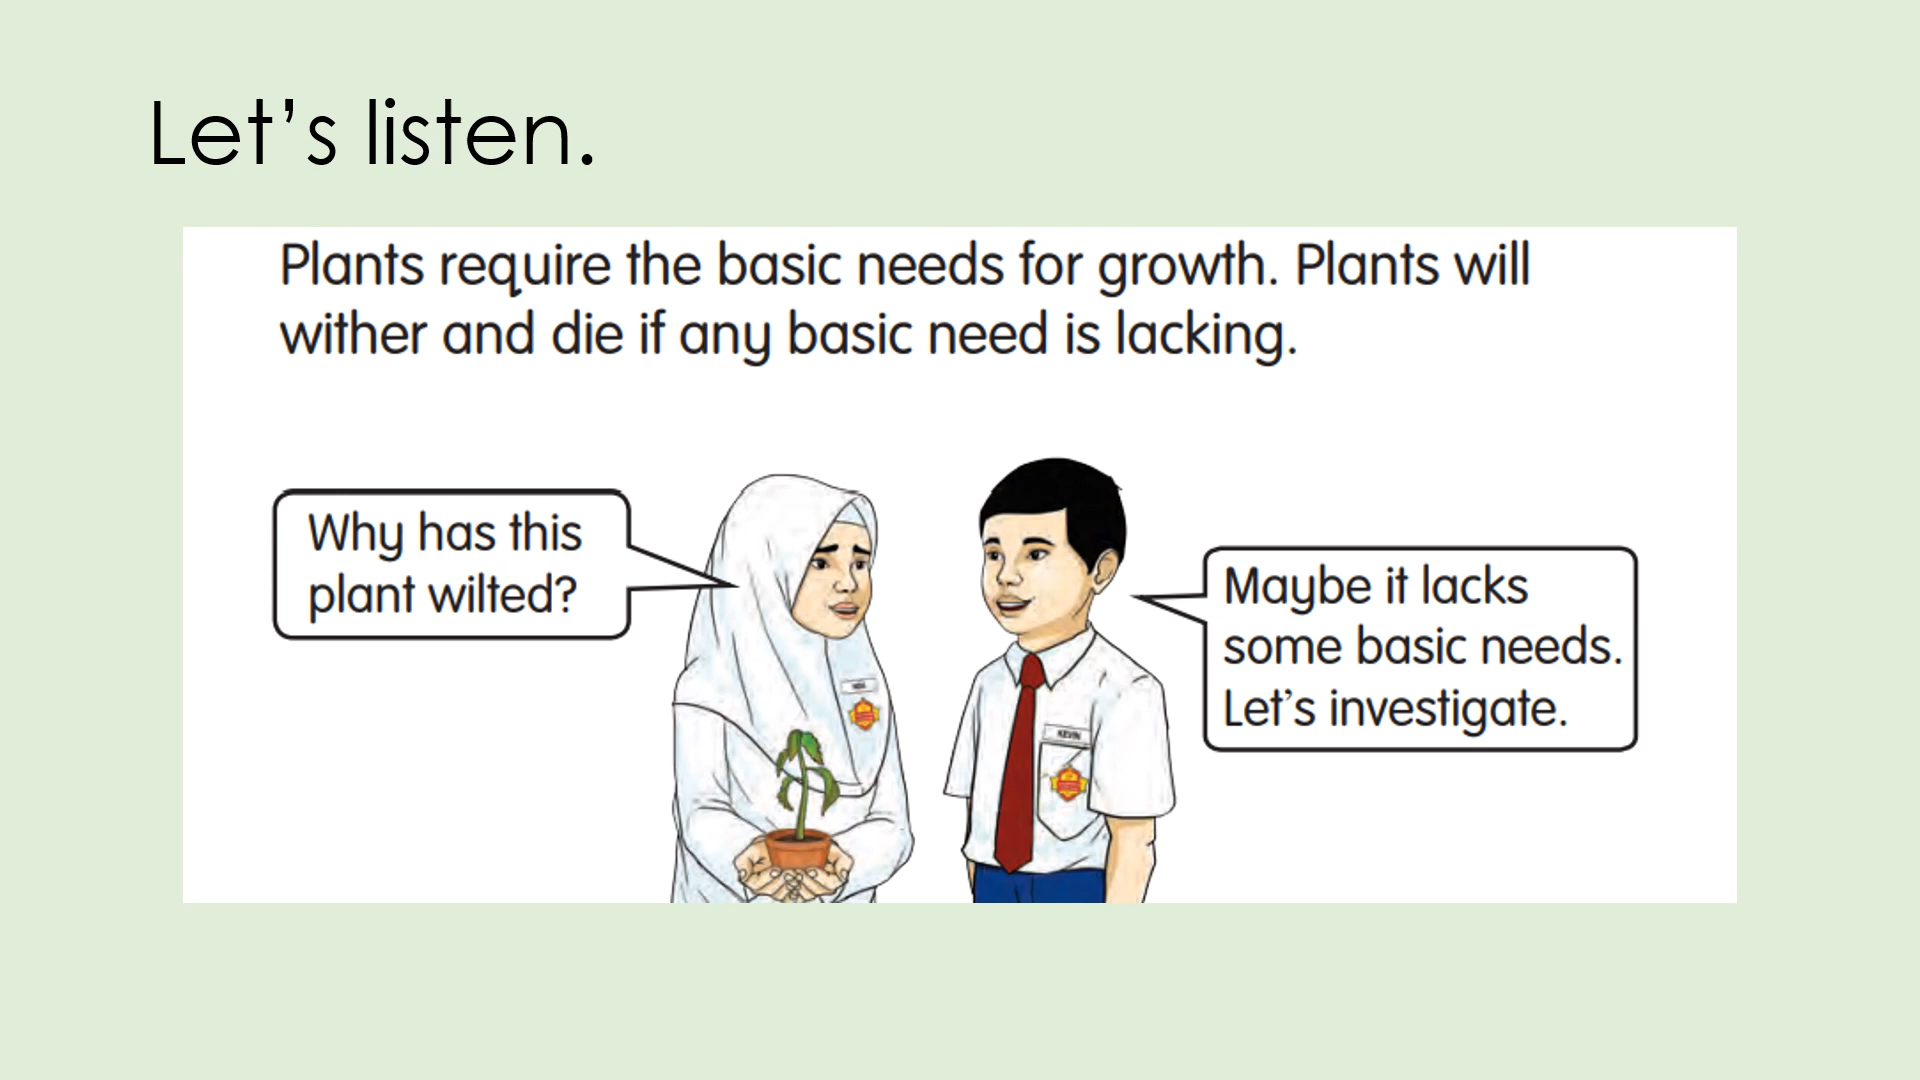 Let’s listen.
Plants require the basic needs for growth. Plants will
wither and die if any basic need is lacking.
Why has this
plant wilted?
Maybe it lacks
some basic needs.
Let’s investigate.
KEVIN